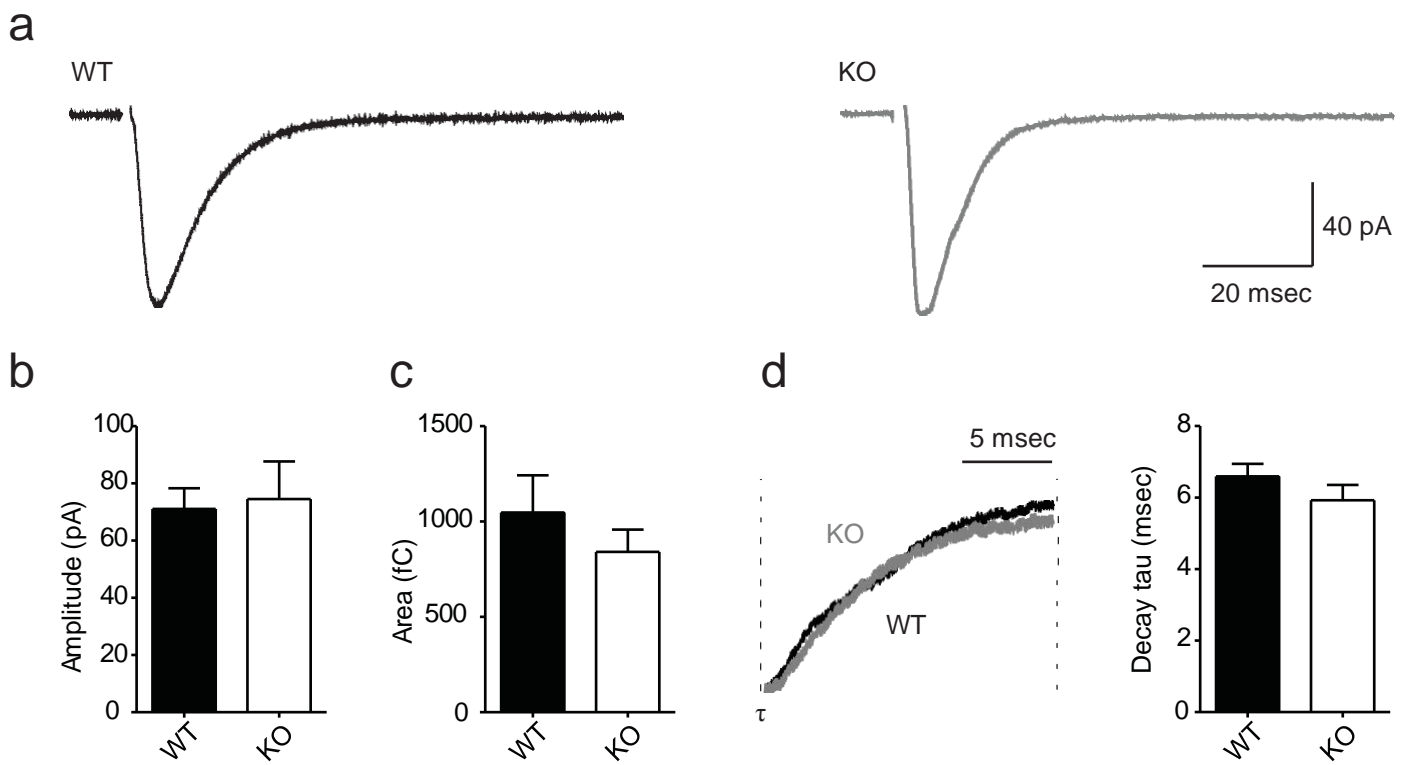 a
WT
KO
40 pA
20 msec
b
c
d
Amplitude (pA)
100
80
60
40
20
0
WT
KO
Area (fC)
1500
1000
500
0
WT
KO
5 msec
KO
WT
τ
Decay tau (msec)
8
6
4
2
0
WT
KO